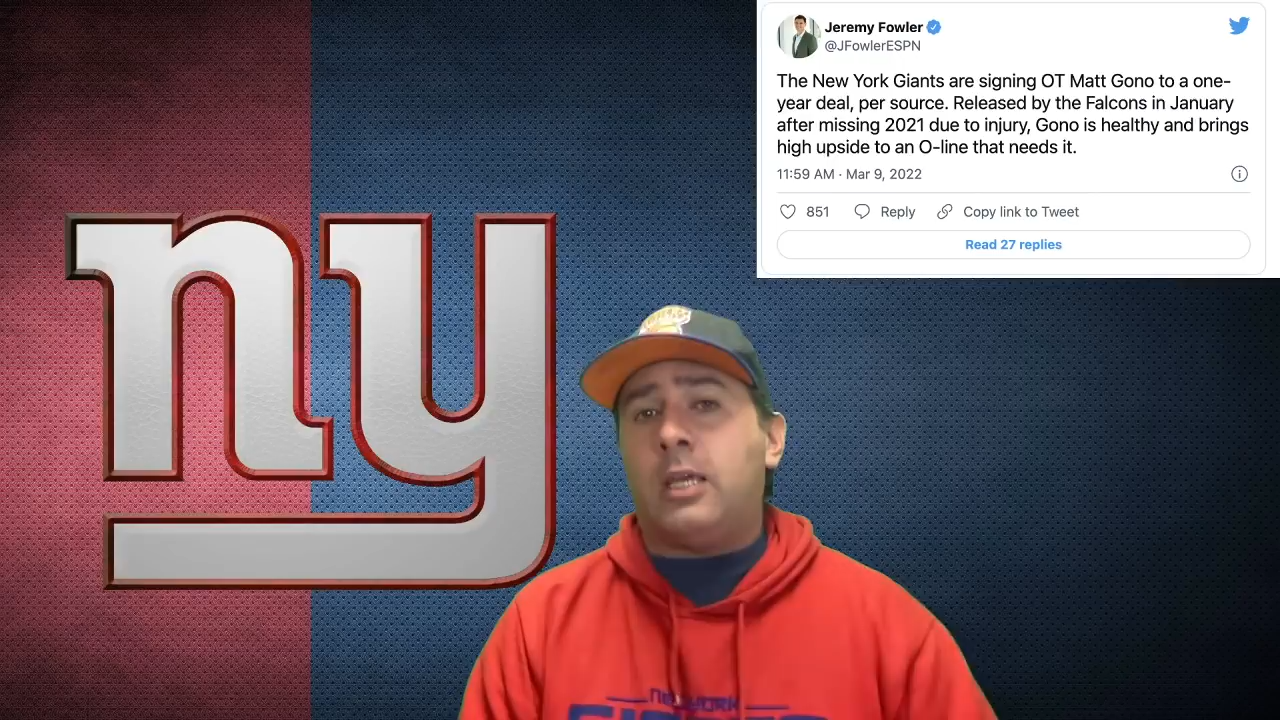 ny
Jeremy Fowler
@JFowlerESPN
The New York Giants are signing OT Matt Gono to a one-
year deal, per source. Released by the Falcons in January
after missing 2021 due to injury, Gono is healthy and brings
high upside to an O-line that needs it.
11:59 AM · Mar 9, 2022
851 Reply Copy link to Tweet
Read 27 replies
NEW YORK